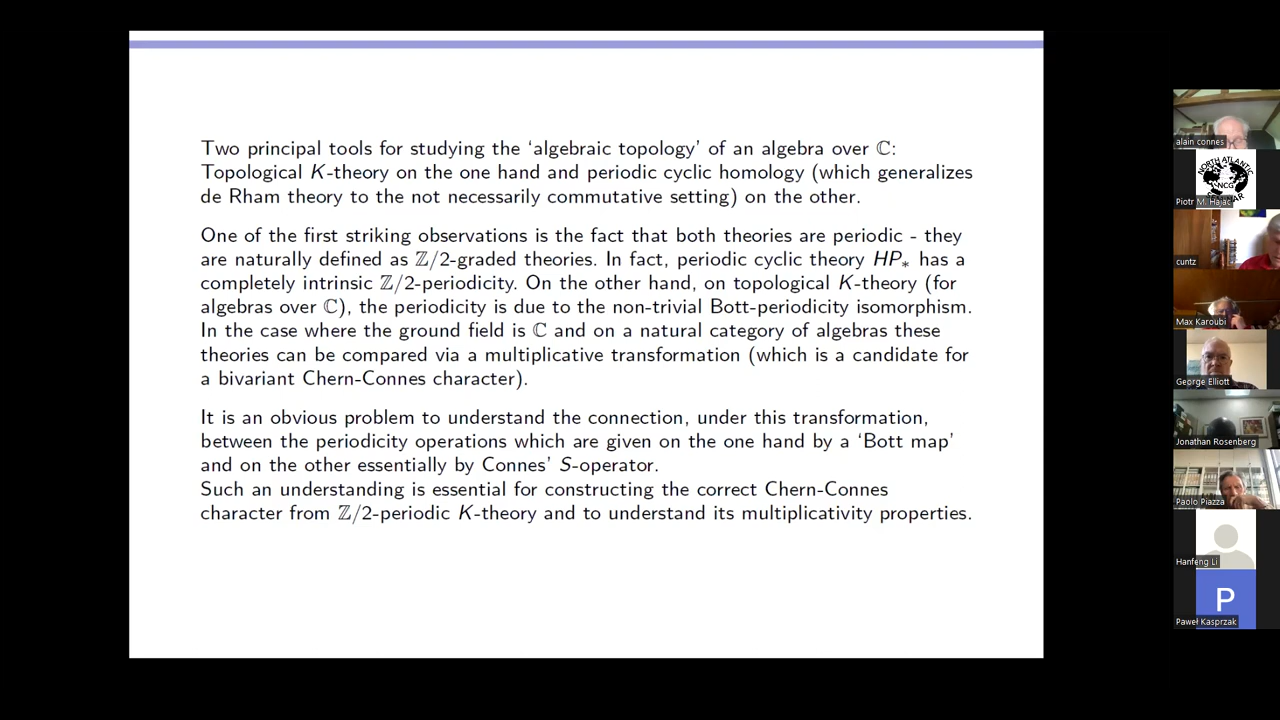 Two principal tools for studying the ‘algebraic topology’ of an algebra over ℂ:
Topological K-theory on the one hand and periodic cyclic homology (which generalizes
de Rham theory to the not necessarily commutative setting) on the other.
One of the first striking observations is the fact that both theories are periodic - they
are naturally defined as ℤ/2-graded theories. In fact, periodic cyclic theory HP∗ has a
completely intrinsic ℤ/2-periodicity. On the other hand, on topological K-theory (for
algebras over ℂ), the periodicity is due to the non-trivial Bott-periodicity isomorphism.
In the case where the ground field is ℂ and on a natural category of algebras these
theories can be compared via a multiplicative transformation (which is a candidate for
a bivariant Chern-Connes character).
It is an obvious problem to understand the connection, under this transformation,
between the periodicity operations which are given on the one hand by a ‘Bott map’
and on the other essentially by Connes’ S-operator.
Such an understanding is essential for constructing the correct Chern-Connes
character from ℤ/2-periodic K-theory and to understand its multiplicativity properties.
alain connes
NORTH ATLANTIC
NCG
SEMINAR
Piotr M. Hajac
cuntz
Max Karoubi
George Elliott
Jonathan Rosenberg
Paolo Piazza
Hanfeng Li
P
Paweł Kasprzak